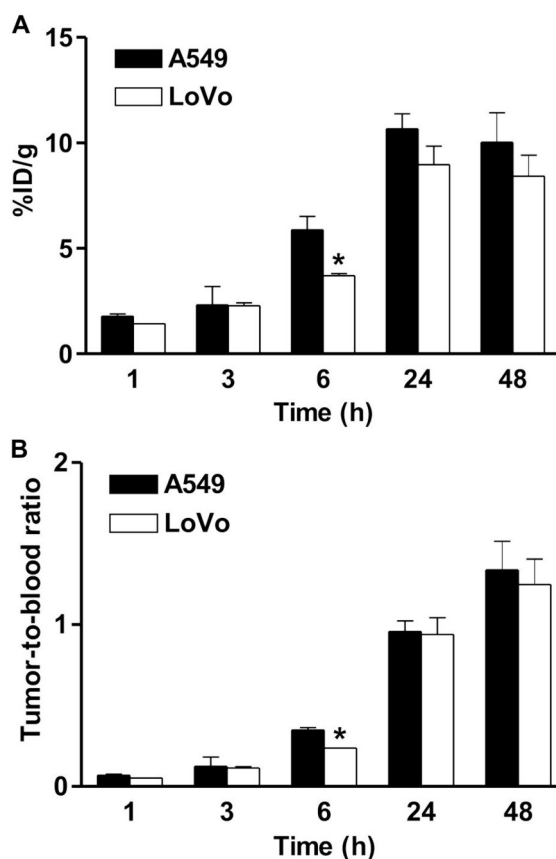 A
15
10
5
0
%ID/g
A549
LoVo
*
1 3 6 24 48
Time (h)
B
2
1
0
Tumor-to-blood ratio
A549
LoVo
*
1 3 6 24 48
Time (h)